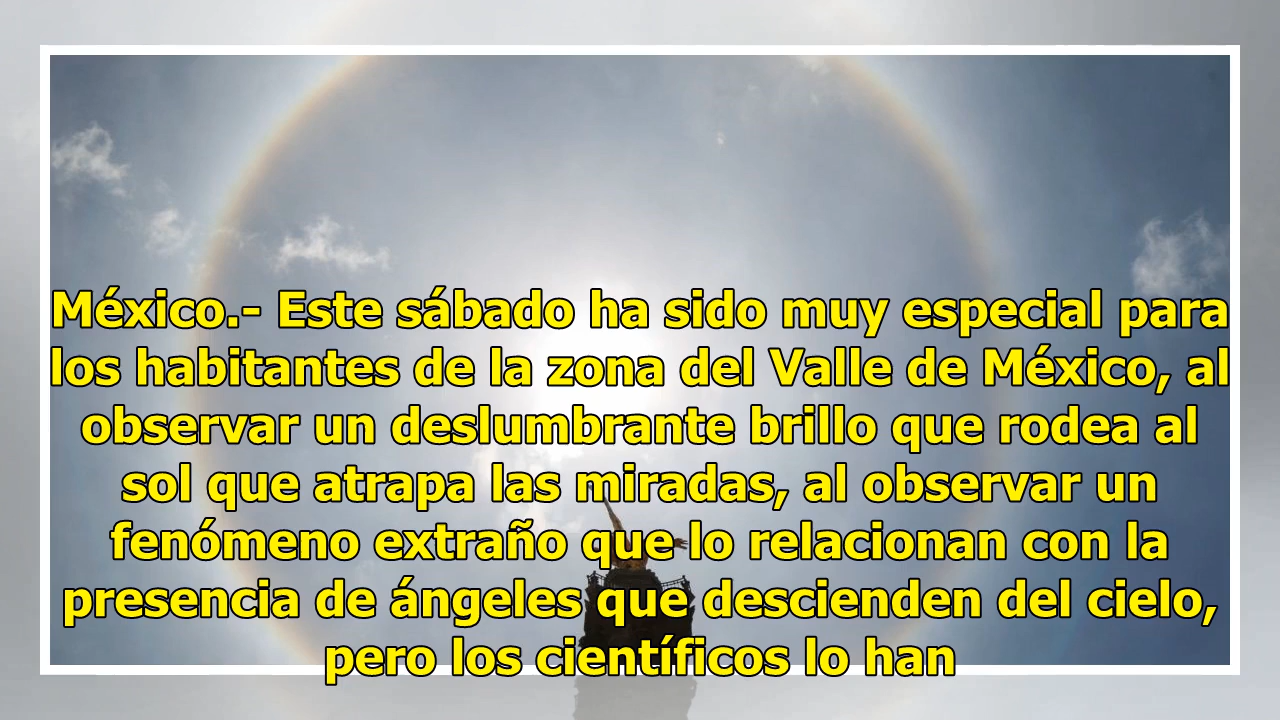 México.- Este sábado ha sido muy especial para
los habitantes de la zona del Valle de México, al
observar un deslumbrante brillo que rodea al
sol que atrapa las miradas, al observar un
fenómeno extraño que lo relacionan con la
presencia de ángeles que descienden del cielo,
pero los científicos lo han